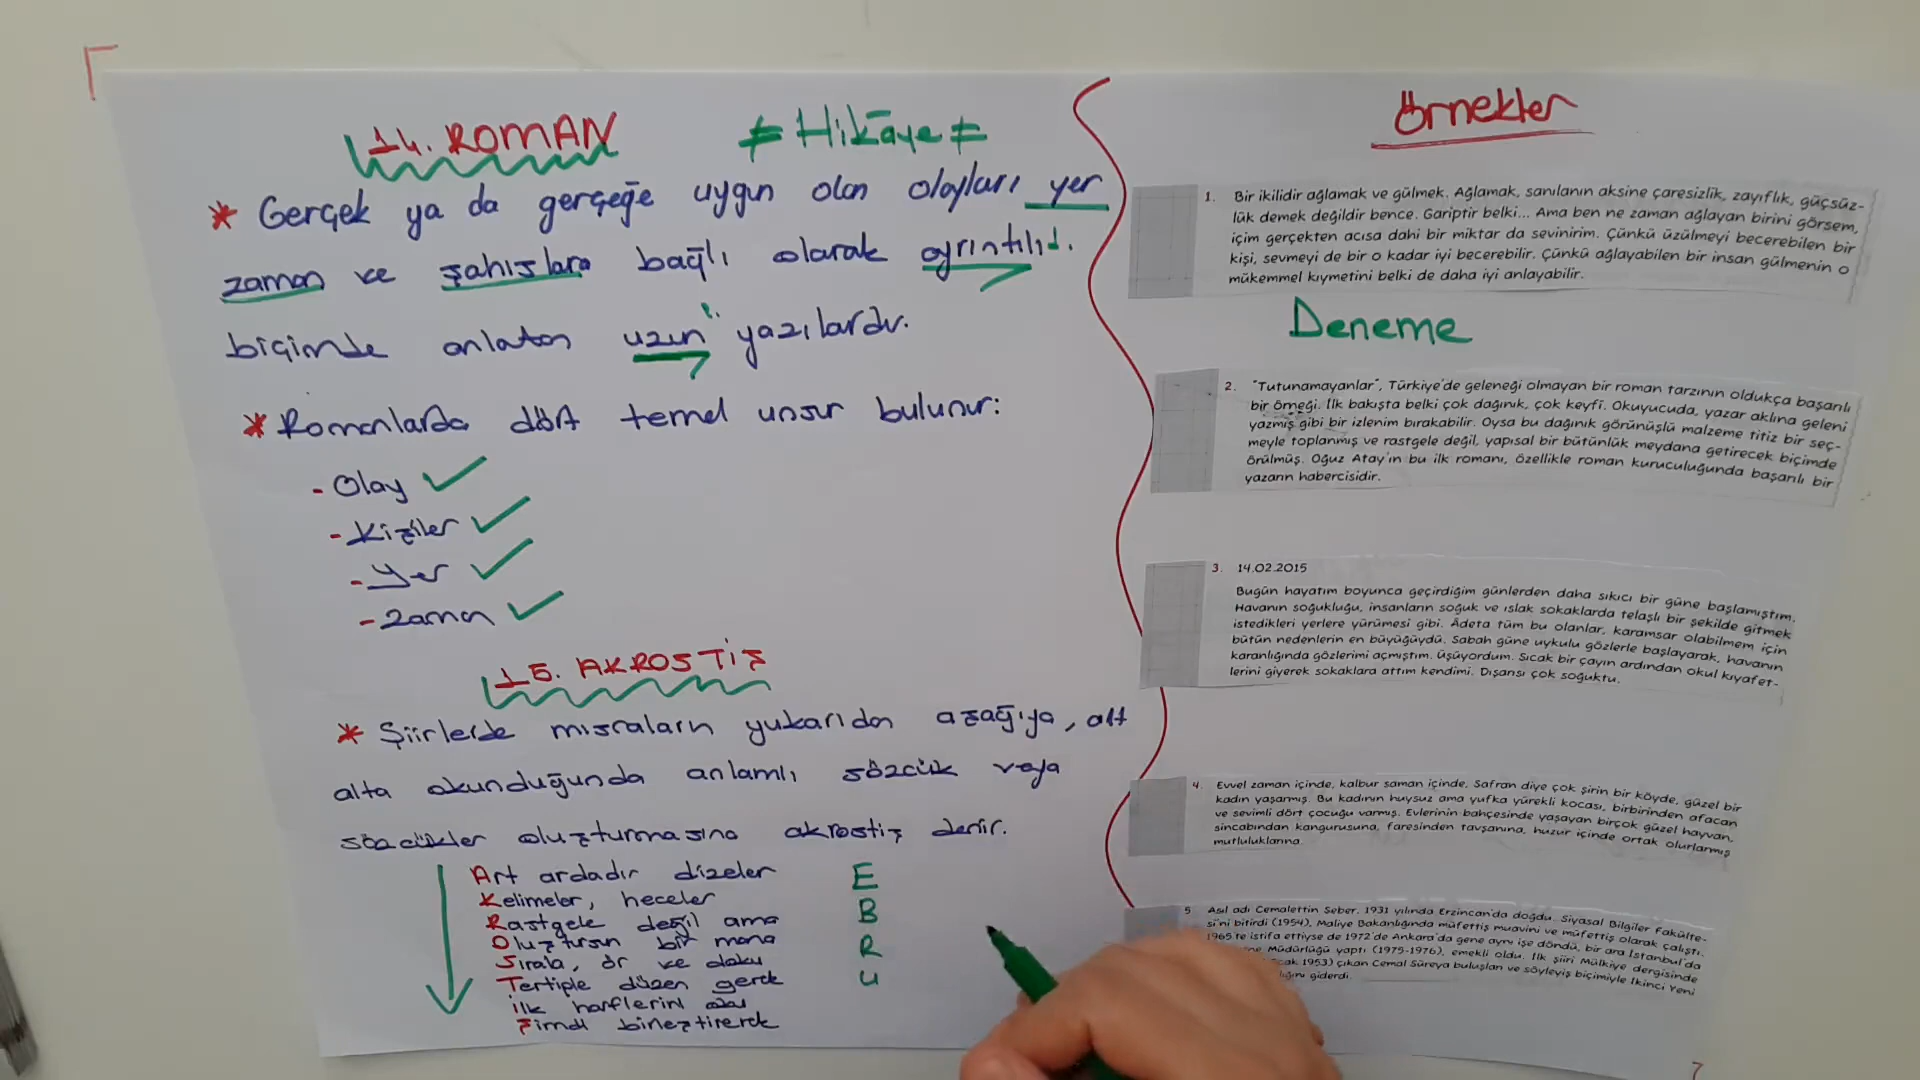 14. ROMAN ≠ Hikâye ≠
* Gerçek ya da gerçeğe uygun olan olayları yer
zaman ve şahıslara bağlı olarak ayrıntılı
biçimde anlatan uzun yazılardır.
* Romanlarda dört temel unsur bulunur:
- Olay ✓
- Kişiler ✓
- Yer ✓
- Zaman ✓
15. AKROSTİŞ
* Şiirlerde mısraların yukarıdan aşağıya, alt
alta okunduğunda anlamlı sözcük veya
sözcükler oluşturmasına akrostiş denir.
Art ardadır dizeler
Kelimeler, heceler
Rastgele değil ama
Oluştursun bir mana
Sırala, ör ve doku
Tertiple düzen gerek
İlk harflerini oku
Şimdi birleştirerek
E
B
R
U
Örnekler
1. Bir ikilidir ağlamak ve gülmek. Ağlamak, sanılanın aksine çaresizlik, zayıflık, güçsüz-
lük demek değildir bence. Gariptir belki... Ama ben ne zaman ağlayan birini görsem,
içim gerçekten acısa dahi bir miktar da sevinirim. Çünkü üzülmeyi becerebilen bir
kişi, sevmeyi de bir o kadar iyi becerebilir. Çünkü ağlayabilen bir insan gülmenin o
mükemmel kıymetini belki de daha iyi anlayabilir.
Deneme
2. "Tutunamayanlar", Türkiye'de geleneği olmayan bir roman tarzının oldukça başarılı
bir örneği. İlk bakışta belki çok dağınık, çok keyfî. Okuyucuda, yazar aklına geleni
yazmış gibi bir izlenim bırakabilir. Oysa bu dağınık görünüşlü malzeme titiz bir seç-
meyle toplanmış ve rastgele değil, yapısal bir bütünlük meydana getirecek biçimde
örülmüş. Oğuz Atay'ın bu ilk romanı, özellikle roman kuruculuğunda başarılı bir
yazarın habercisidir.
3. 14.02.2015
Bugün hayatım boyunca geçirdiğim günlerden daha sıkıcı bir güne başlamıştım.
Havanın soğukluğu, insanların soğuk ve ıslak sokaklarda telaşlı bir şekilde gitmek
istedikleri yerlere yürümesi gibi. Âdeta tüm bu olanlar, karamsar olabilmem için
bütün nedenlerin en büyüğüydü. Sabah güne uykulu gözlerle başlayarak, havanın
karanlığında gözlerimi açmıştım. Üşüyordum. Sıcak bir çayın ardından okul kıyafet-
lerini giyerek sokaklara attım kendimi. Dışarısı çok soğuktu.
4. Evvel zaman içinde, kalbur saman içinde, Safran diye çok şirin bir köyde, güzel bir
kadın yaşarmış. Bu kadının huysuz ama yufka yürekli kocası, birbirinden afacan
ve sevimli dört çocuğu varmış. Evlerinin bahçesinde yaşayan birçok güzel hayvan,
sincabından kangurusuna, faresinden tavşanına, huzur içinde ortak olurlarmış
mutluluklarına.
5 Asıl adı Cemalettin Seber. 1931 yılında Erzincan'da doğdu. Siyasal Bilgiler Fakülte-
si'ni bitirdi (1954). Maliye Bakanlığında müfettiş muavini ve müfettiş olarak çalıştı.
1965'te istifa ettiyse de 1972'de Ankara'da gene aynı işe döndü, bir ara İstanbul'da
Müdürlüğü yaptı (1975-1976), emekli oldu. İlk şiiri Mülkiye dergisinde
1953) çıkan Cemal Süreya buluşları ve söyleyiş biçimiyle İkinci Yeni
giderdi.
7